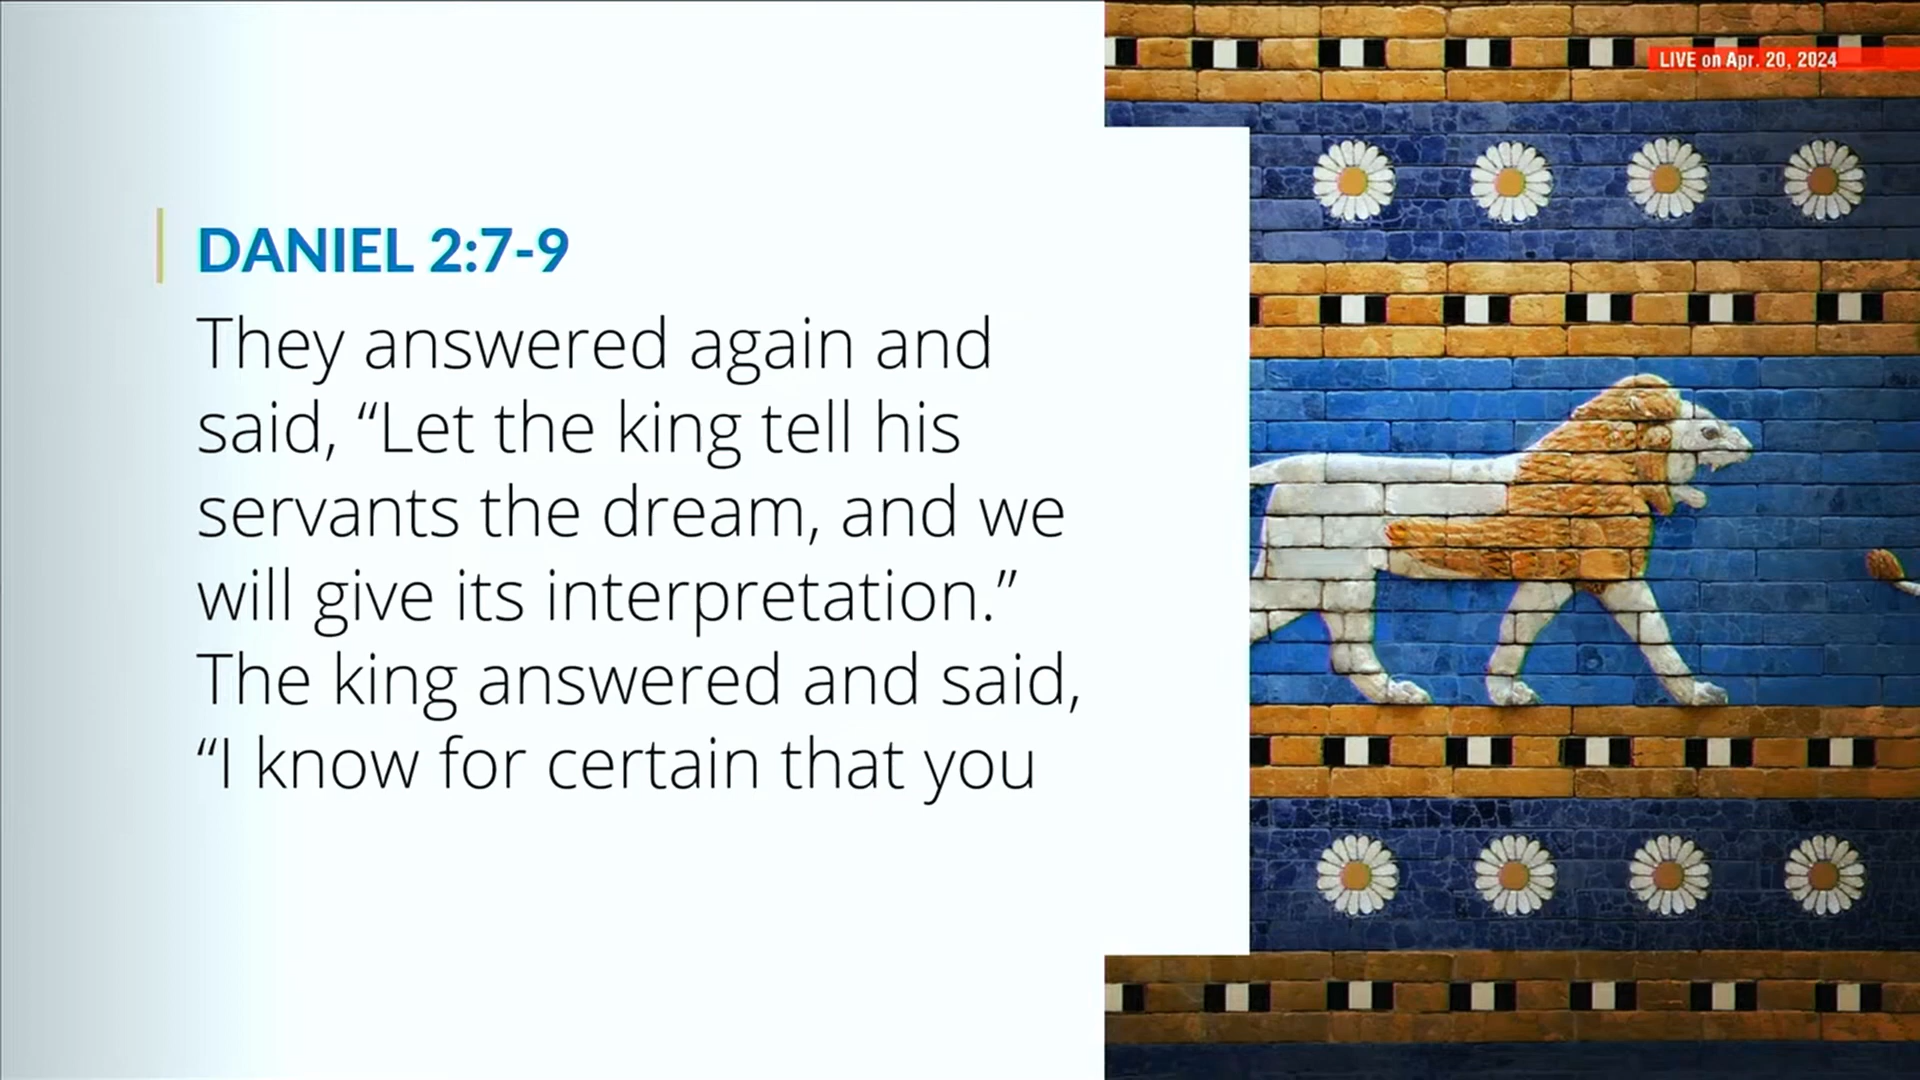 LIVE on Apr. 20, 2024
DANIEL 2:7-9
They answered again and
said, “Let the king tell his
servants the dream, and we
will give its interpretation.”
The king answered and said,
“I know for certain that you